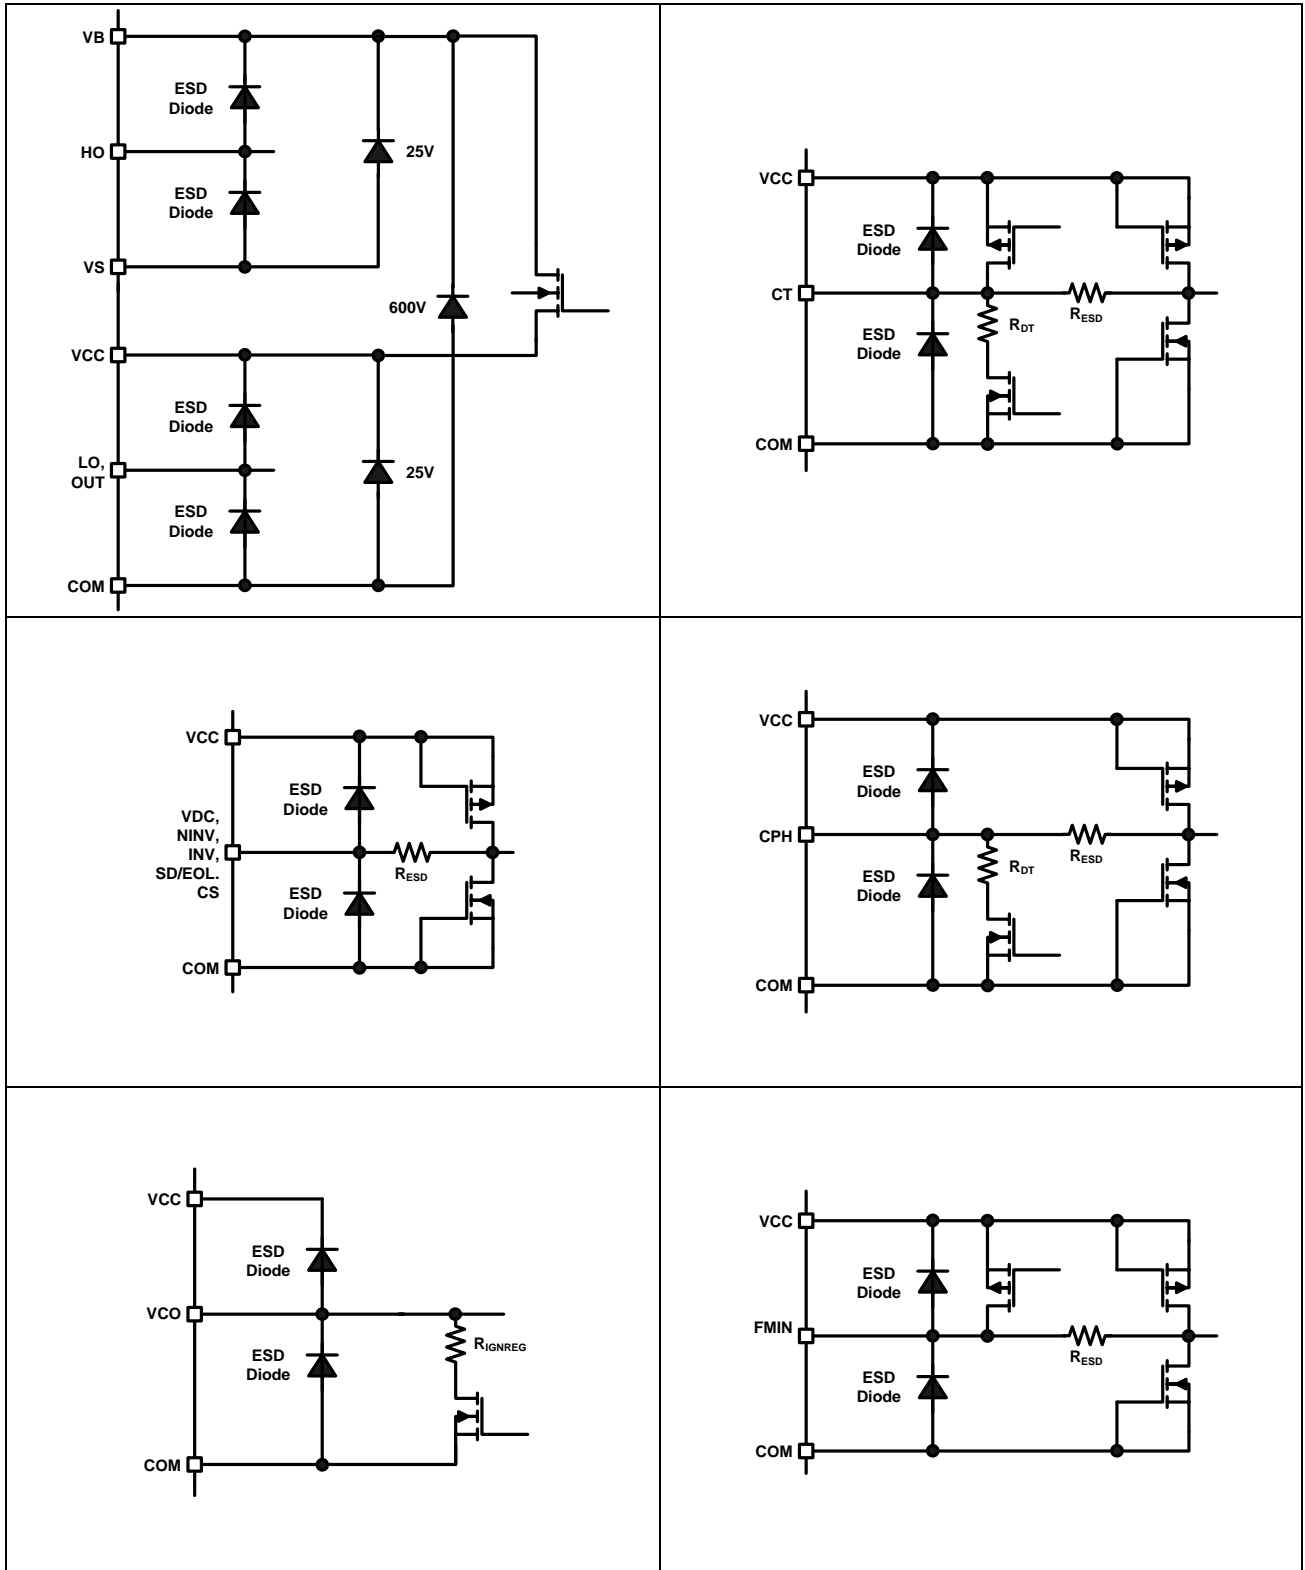 VB
ESD
Diode
HO
25V
ESD
Diode
VS
600V
VCC
ESD
Diode
LO,
OUT
25V
ESD
Diode
COM
VCC
ESD
Diode
CT
RESD
RDT
ESD
Diode
COM
VCC
ESD
Diode
VDC,
NINV,
INV,
SD/EOL.
CS
RESD
ESD
Diode
COM
VCC
ESD
Diode
CPH
RESD
RDT
ESD
Diode
COM
VCC
ESD
Diode
VCO
RIGNREG
ESD
Diode
COM
VCC
ESD
Diode
FMIN
RESD
ESD
Diode
COM